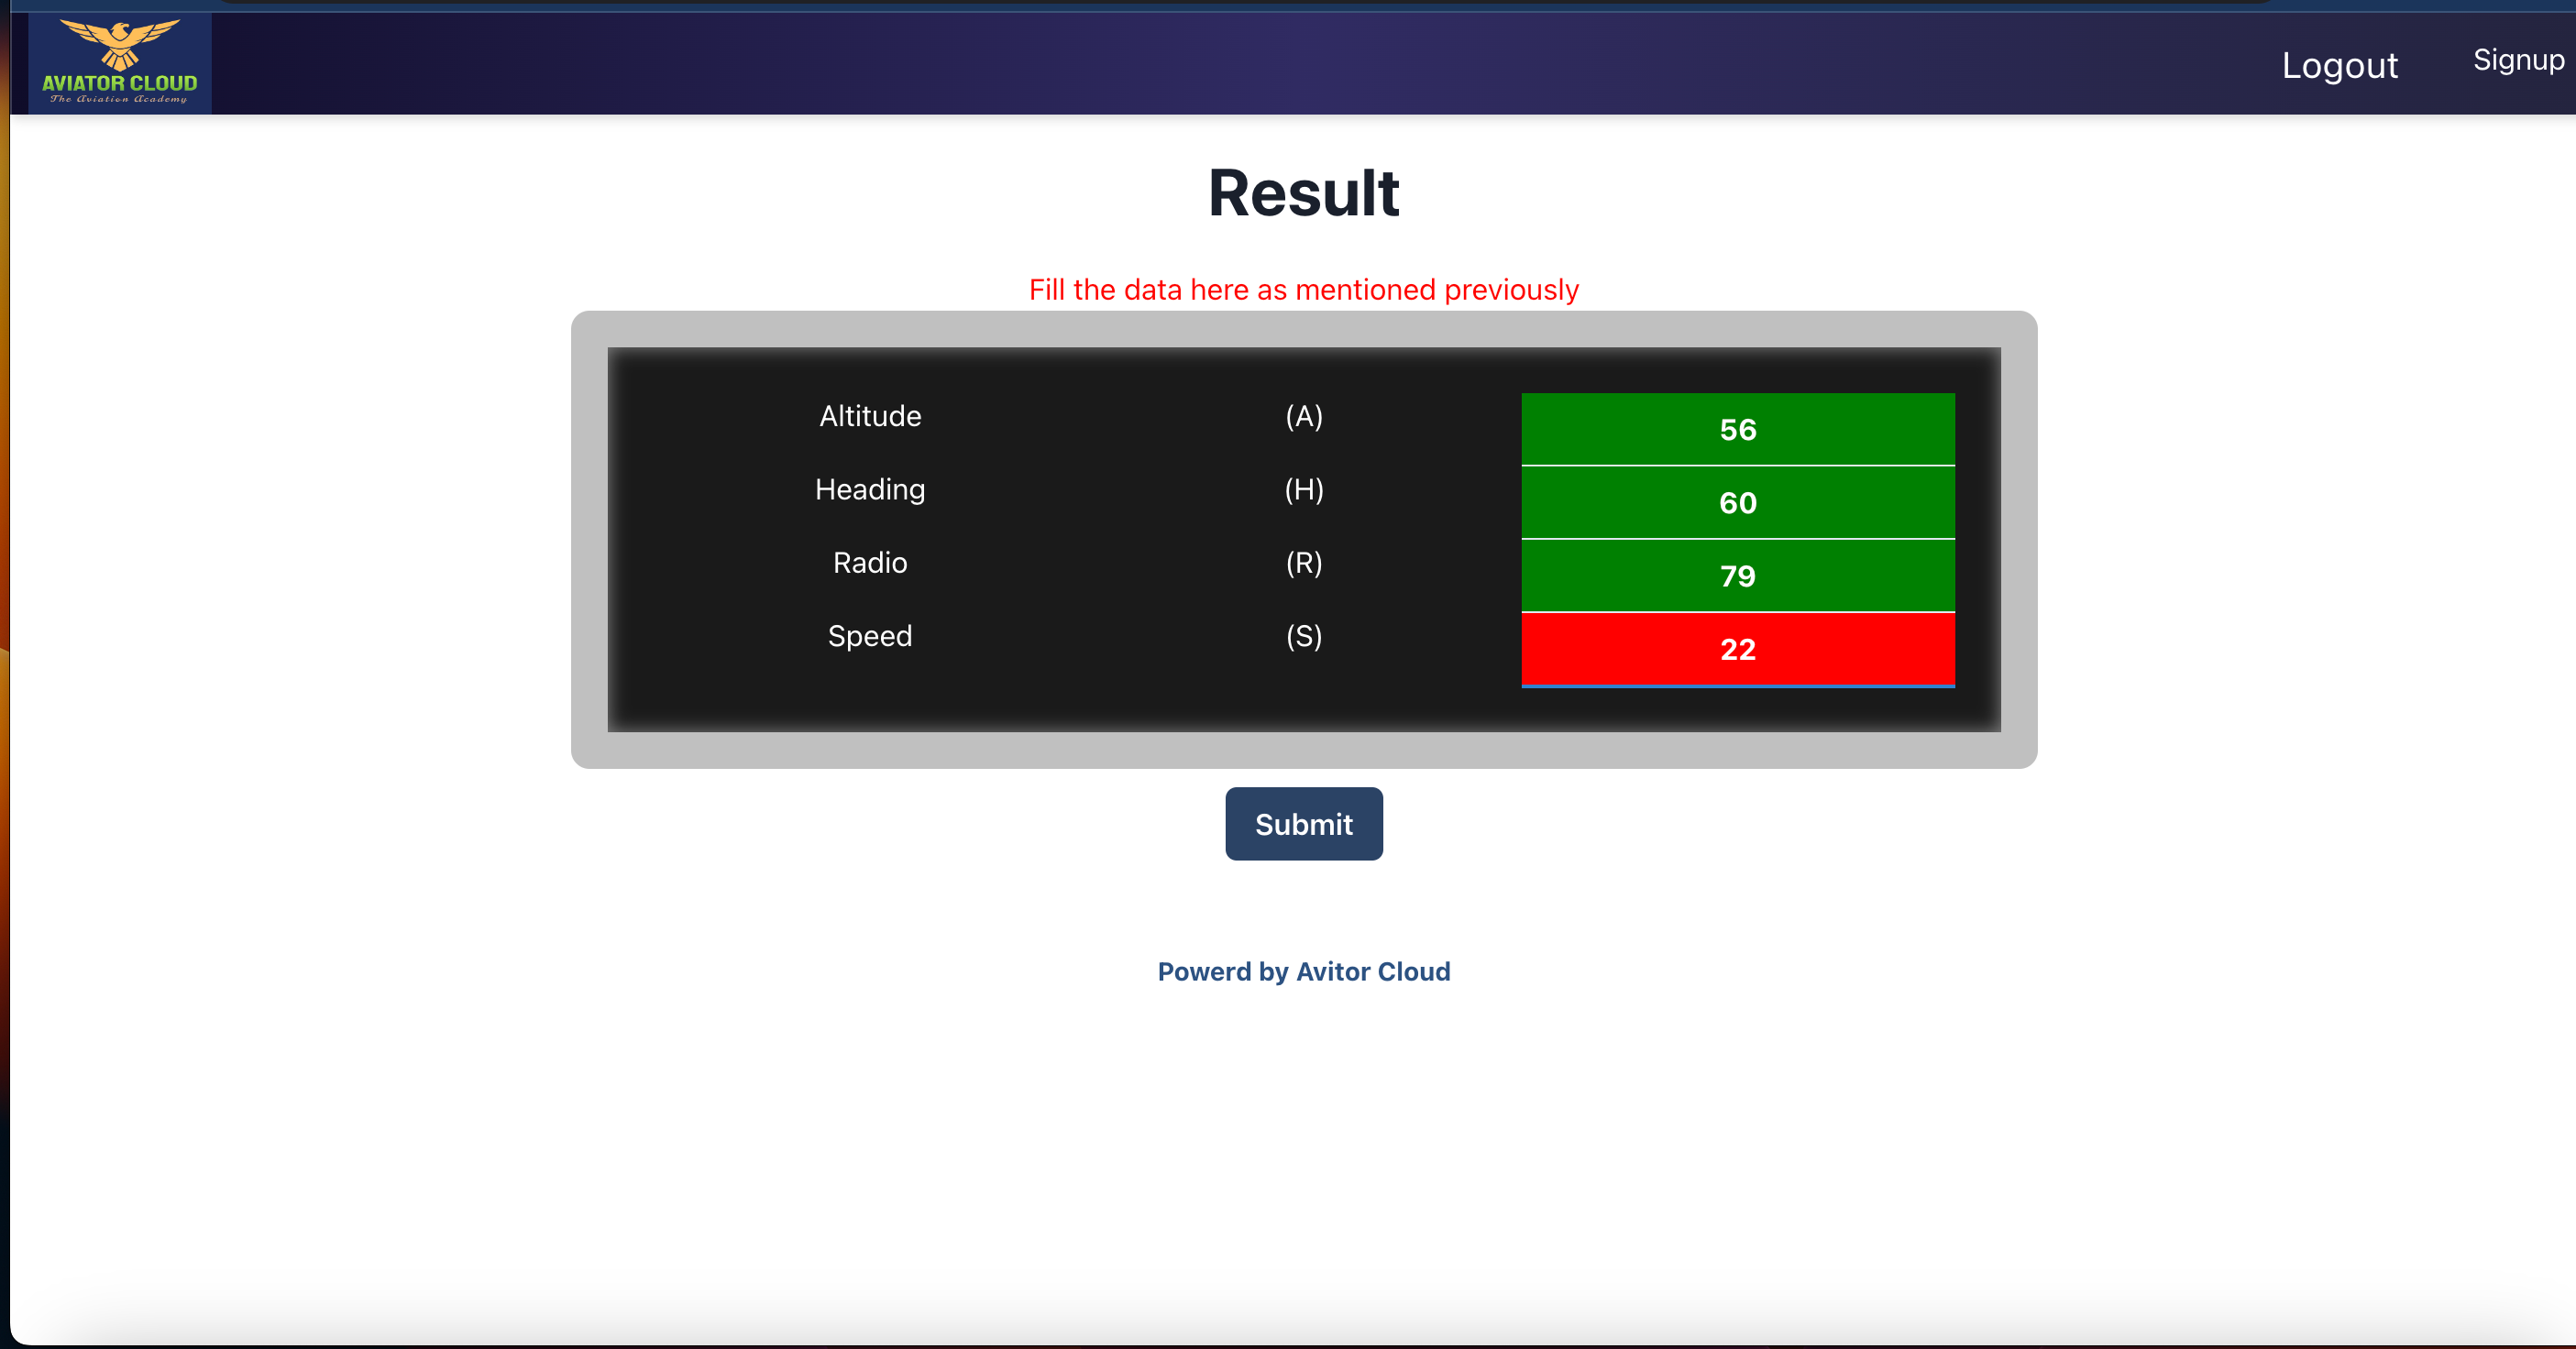 AVIATOR CLOUD
The Aviation Academy
Logout
Signup
Result
Fill the data here as mentioned previously
Altitude (A) 56
Heading (H) 60
Radio (R) 79
Speed (S) 22
Submit
Powerd by Avitor Cloud